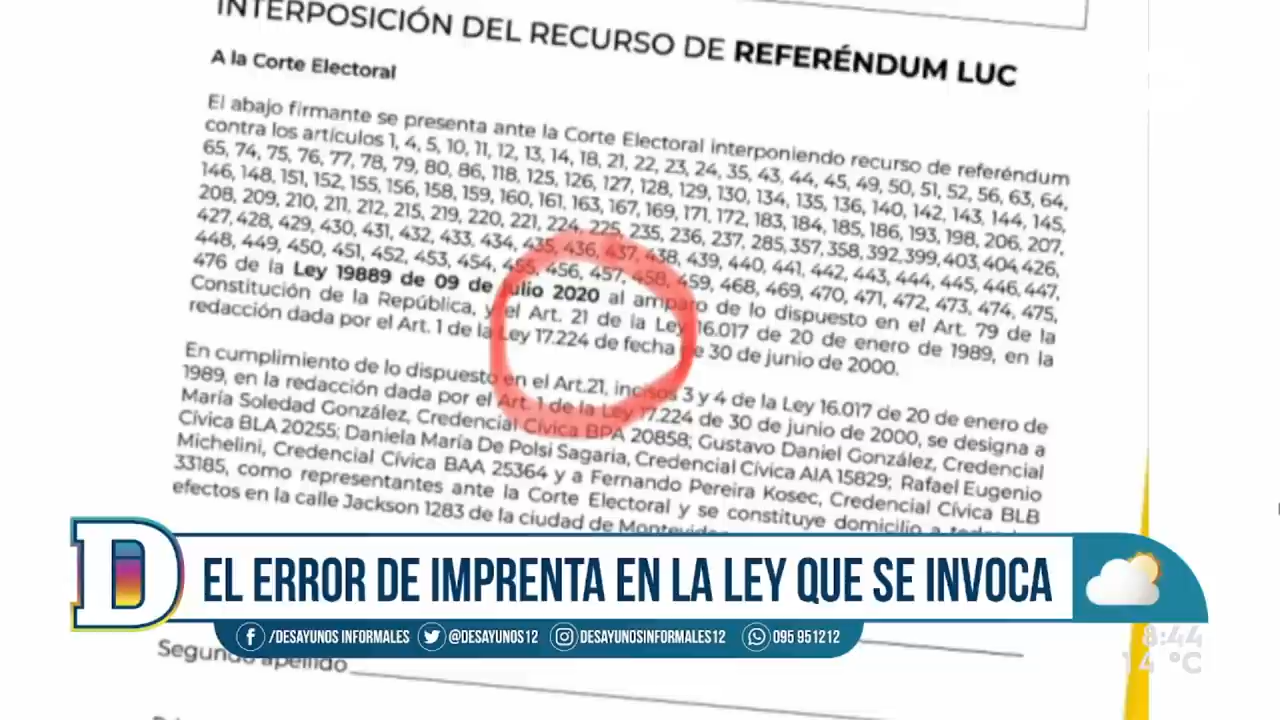 INTERPOSICIÓN DEL RECURSO DE REFERÉNDUM LUC
A la Corte Electoral
El abajo firmante se presenta ante la Corte Electoral interponiendo recurso de referéndum
contra los artículos 1, 4, 5, 10, 11, 12, 13, 14, 18, 21, 22, 23, 24, 35, 43, 44, 45, 49, 50, 51, 52, 56, 63, 64,
65, 74, 75, 76, 77, 78, 79, 80, 86, 118, 125, 126, 127, 128, 129, 130, 134, 135, 136, 140, 142, 143, 144, 145,
146, 148, 151, 152, 155, 156, 158, 159, 160, 161, 163, 167, 169, 171, 172, 183, 184, 185, 186, 193, 198, 206, 207,
208, 209, 210, 211, 212, 215, 219, 220, 221, 224, 225, 235, 236, 237, 285, 357, 358, 392, 399, 403, 404, 426,
427, 428, 429, 430, 431, 432, 433, 434, 435, 436, 437, 438, 439, 440, 441, 442, 443, 444, 445, 446, 447,
448, 449, 450, 451, 452, 453, 454, 455, 456, 457, 458, 459, 468, 469, 470, 471, 472, 473, 474, 475,
476 de la Ley 19889 de 09 de julio 2020 al amparo de lo dispuesto en el Art. 79 de la
Constitución de la República, y el Art. 21 de la Ley 16.017 de 20 de enero de 1989, en la
redacción dada por el Art. 1 de la Ley 17.224 de fecha de 30 de junio de 2000.
En cumplimiento de lo dispuesto en el Art.21, incisos 3 y 4 de la Ley 16.017 de 20 de enero de
1989, en la redacción dada por el Art. 1 de la Ley 17.224 de 30 de junio de 2000, se designa a
María Soledad González, Credencial Cívica BPA 20858; Gustavo Daniel González, Credencial
Cívica BLA 20255; Daniela María De Polsi Sagaria, Credencial Cívica AIA 15829; Rafael Eugenio
Michelini, Credencial Cívica BAA 25364 y a Fernando Pereira Kosec, Credencial Cívica BLB
33185, como representantes ante la Corte Electoral y se constituye domicilio a
efectos en la calle Jackson 1283 de la ciudad de Montevideo
D EL ERROR DE IMPRENTA EN LA LEY QUE SE INVOCA
/DESAYUNOS INFORMALES @DESAYUNOS12 DESAYUNOSINFORMALES12 095 951212
8:44
14 °C
Segundo apellido